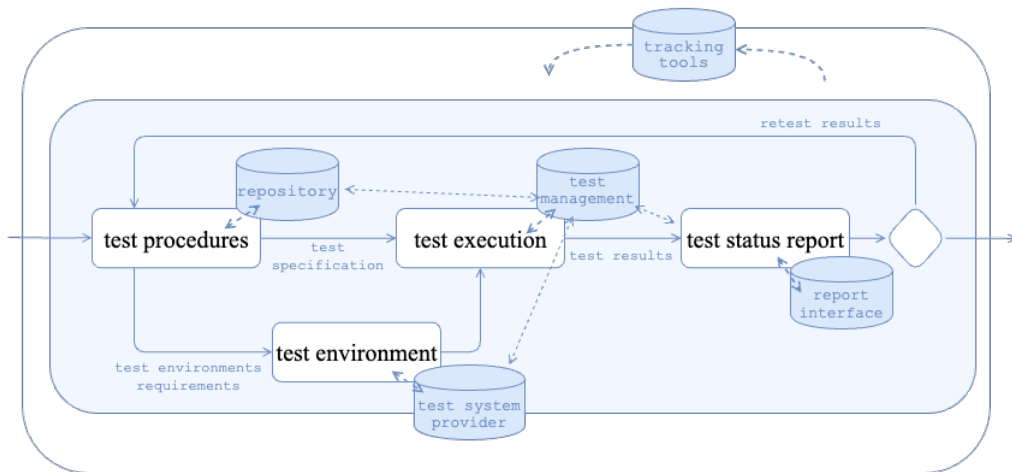 tracking
tools
retest results
repository
test
management
test procedures
test
specification
test execution
test results
test status report
report
interface
test environments
requirements
test environment
test system
provider